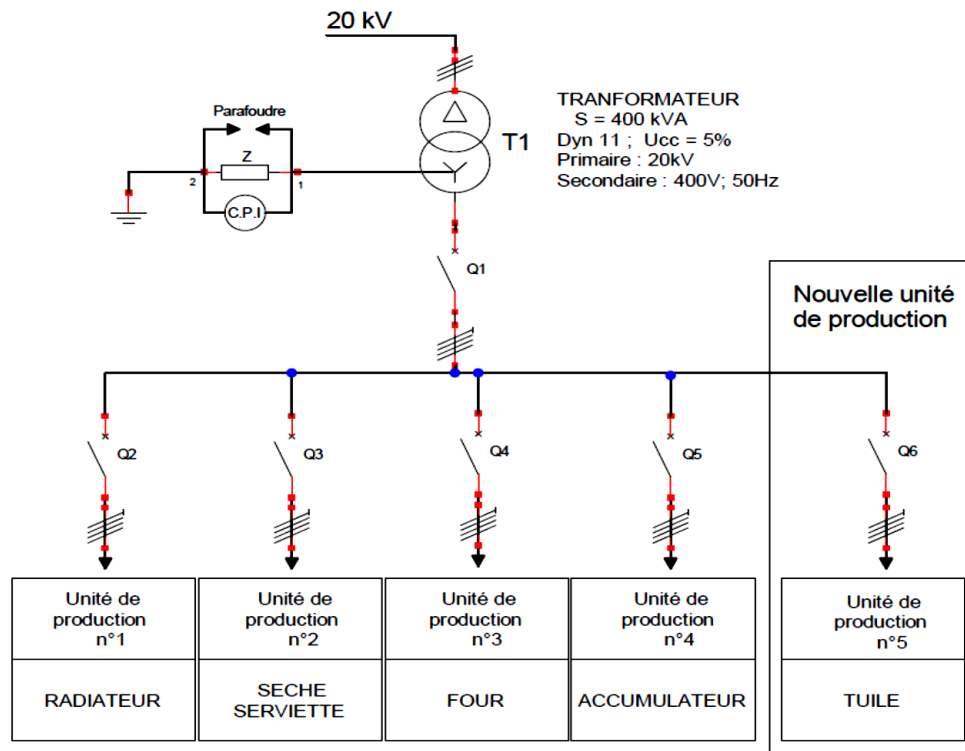 20 kV
TRANFORMATEUR
S = 400 kVA
Dyn 11 ; Ucc = 5%
Primaire : 20kV
Secondaire : 400V; 50Hz
T1
Parafoudre
Z
2
1
C.P.I
Q1
Nouvelle unité
de production
Q2
Q3
Q4
Q5
Q6
Unité de
production
n°1
RADIATEUR
Unité de
production
n°2
SECHE
SERVIETTE
Unité de
production
n°3
FOUR
Unité de
production
n°4
ACCUMULATEUR
Unité de
production
n°5
TUILE